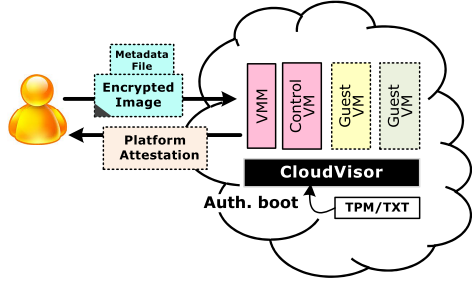 Metadata
File
Encrypted
Image
Platform
Attestation
VMM
Control
VM
Guest
VM
Guest
VM
CloudVisor
Auth. boot
TPM/TXT